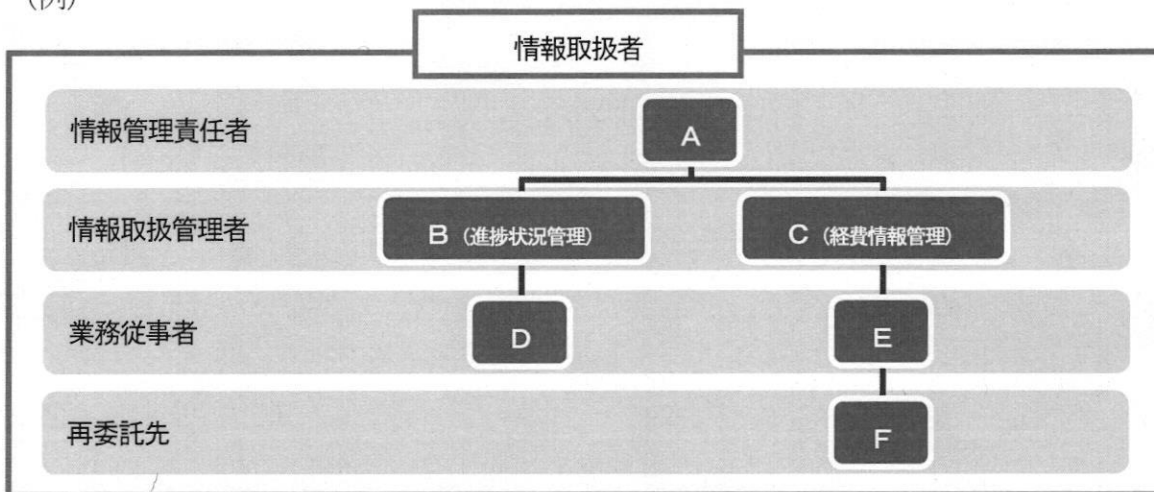 （例）
情報取扱者
情報管理責任者
A
情報取扱管理者
B（進捗状況管理）
C（経費情報管理）
業務従事者
D
E
再委託先
F